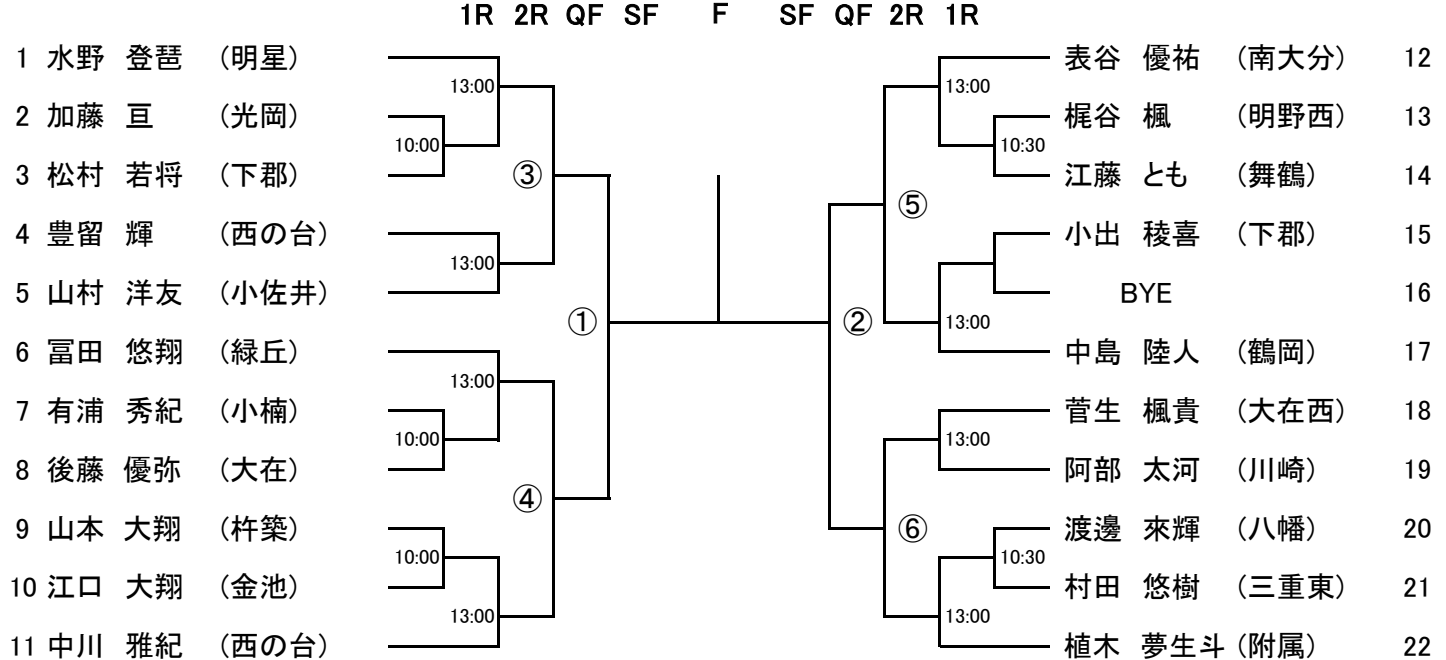 1R 2R QF SF F SF QF 2R 1R
1 水野 登琶 (明星) 表谷 優祐 (南大分) 12
13:00 13:00
2 加藤 亘 (光岡) 梶谷 楓 (明野西) 13
10:00 10:30
3 松村 若将 (下郡) ③ 江藤 とも (舞鶴) 14
⑤
4 豊留 輝 (西の台) 小出 稜喜 (下郡) 15
13:00
5 山村 洋友 (小佐井) BYE 16
① ② 13:00
6 冨田 悠翔 (緑丘) 中島 陸人 (鶴岡) 17
13:00
7 有浦 秀紀 (小楠) 菅生 楓貴 (大在西) 18
10:00 13:00
8 後藤 優弥 (大在) 阿部 太河 (川崎) 19
④
9 山本 大翔 (杵築) ⑥ 渡邊 來輝 (八幡) 20
10:00 10:30
10 江口 大翔 (金池) 村田 悠樹 (三重東) 21
13:00 13:00
11 中川 雅紀 (西の台) 植木 夢生斗 (附属) 22